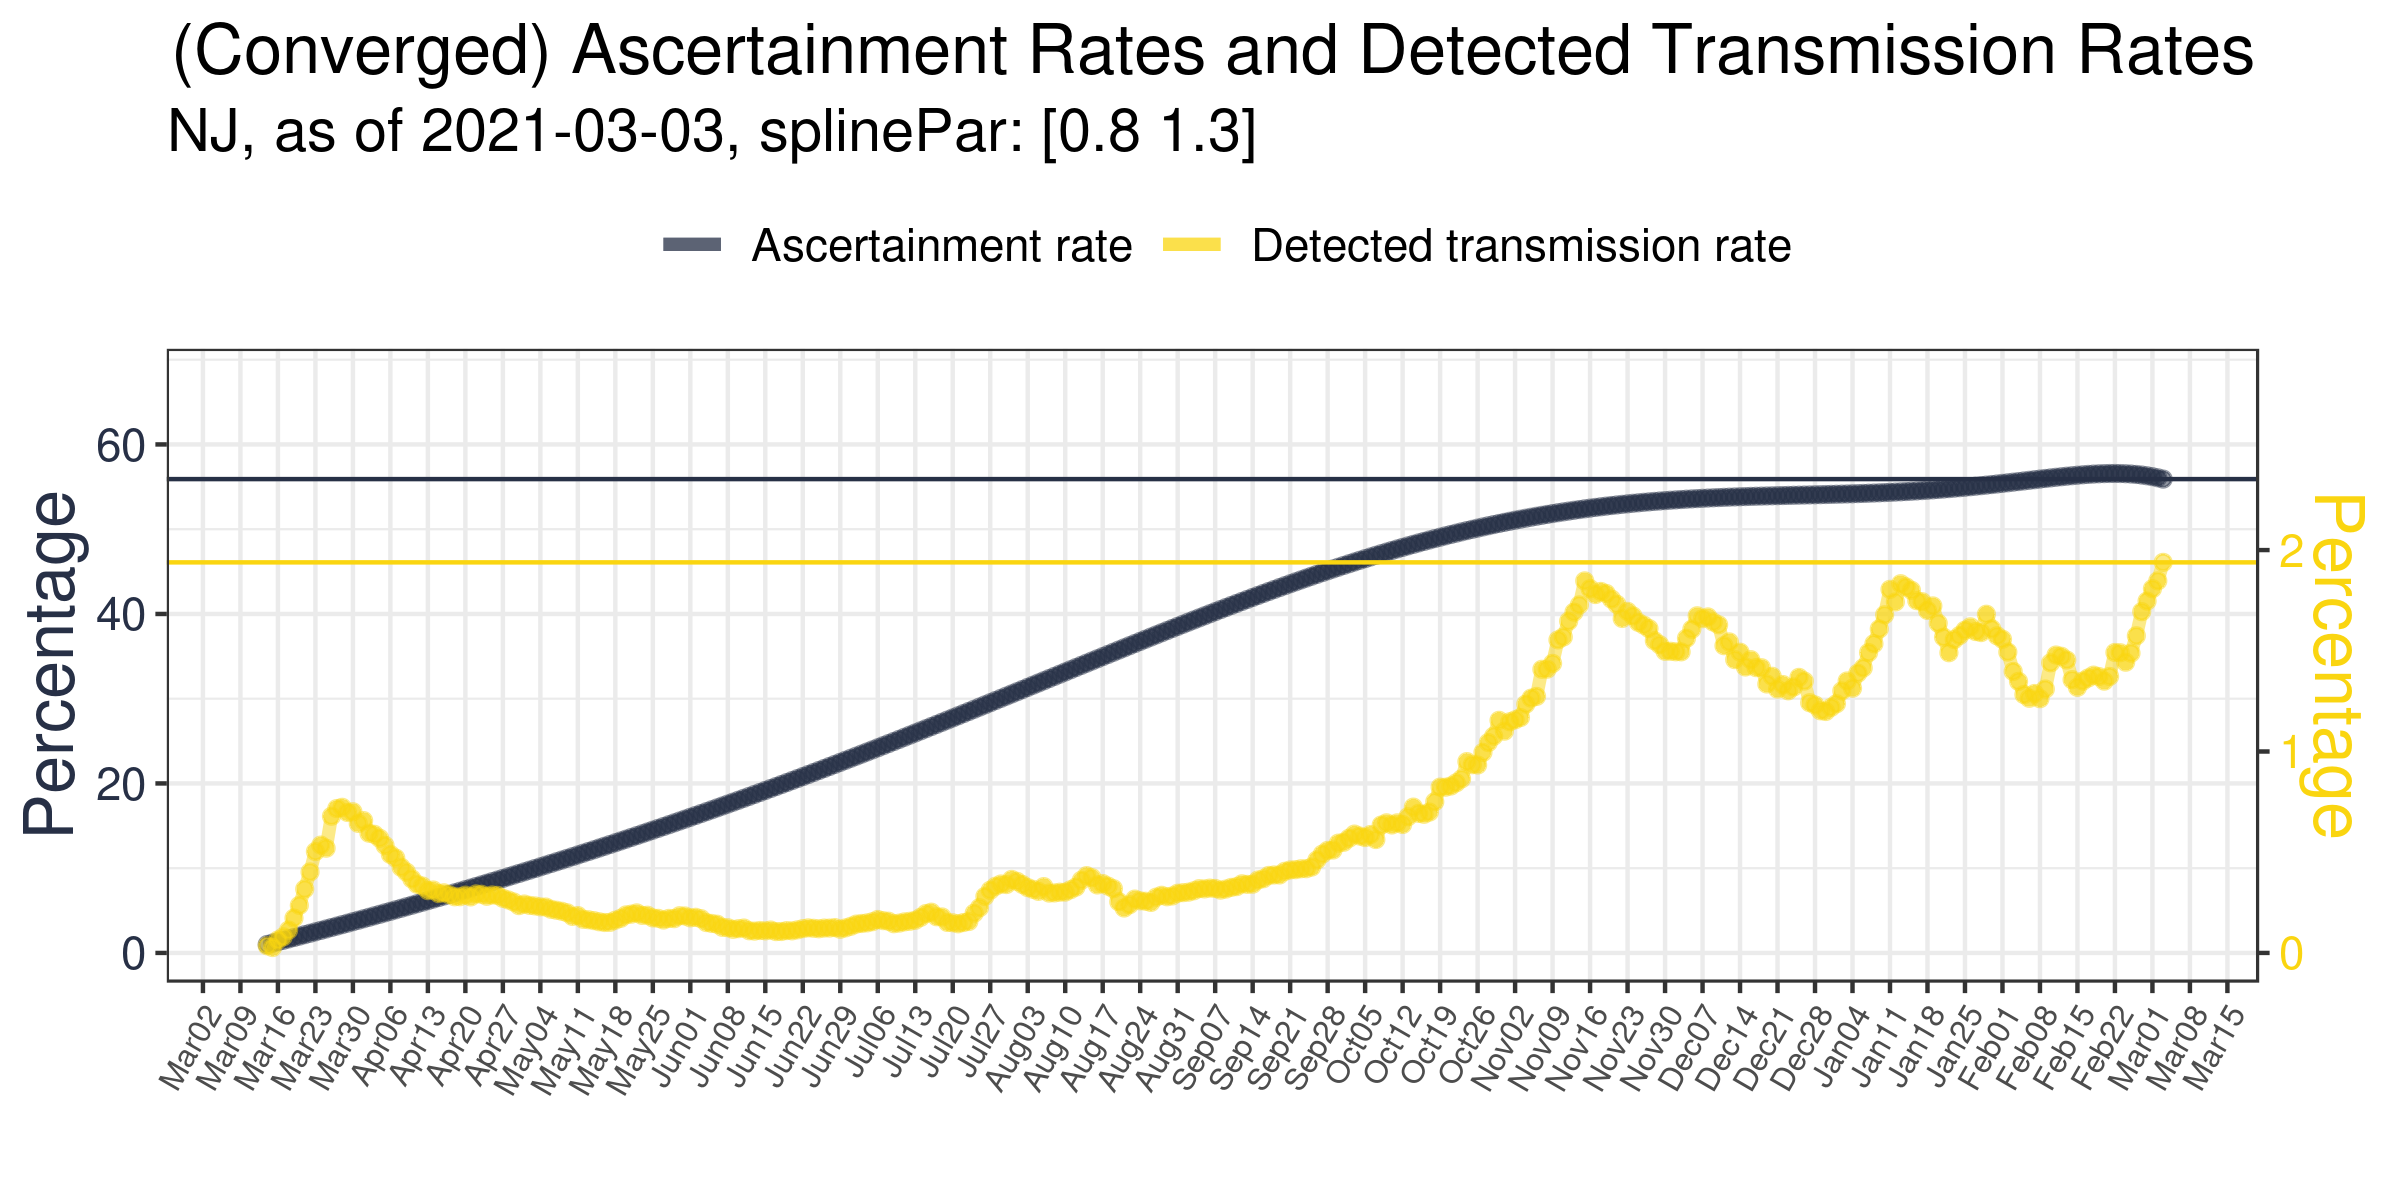 (Converged) Ascertainment Rates and Detected Transmission Rates
NJ, as of 2021-03-03, splinePar: [0.8 1.3]
Ascertainment rate Detected transmission rate
Percentage
60
40
20
0
2
1
0
Percentage
Mar02 Mar09 Mar16 Mar23 Mar30 Apr06 Apr13 Apr20 Apr27 May04 May11 May18 May25 Jun01 Jun08 Jun15 Jun22 Jun29 Jul06 Jul13 Jul20 Jul27 Aug03 Aug10 Aug17 Aug24 Aug31 Sep07 Sep14 Sep21 Sep28 Oct05 Oct12 Oct19 Oct26 Nov02 Nov09 Nov16 Nov23 Nov30 Dec07 Dec14 Dec21 Dec28 Jan04 Jan11 Jan18 Jan25 Feb01 Feb08 Feb15 Feb22 Mar01 Mar08 Mar15